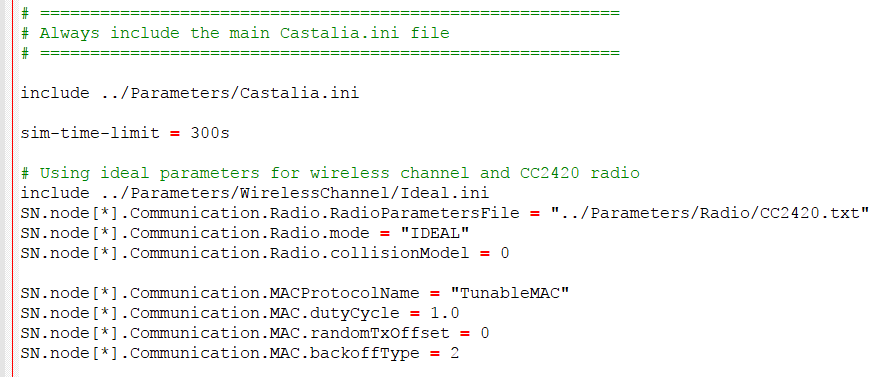 # ==========================================================
# Always include the main Castalia.ini file
# ==========================================================
include ../Parameters/Castalia.ini
sim-time-limit = 300s
# Using ideal parameters for wireless channel and CC2420 radio
include ../Parameters/WirelessChannel/Ideal.ini
SN.node[*].Communication.Radio.RadioParametersFile = "../Parameters/Radio/CC2420.txt"
SN.node[*].Communication.Radio.mode = "IDEAL"
SN.node[*].Communication.Radio.collisionModel = 0
SN.node[*].Communication.MACProtocolName = "TunableMAC"
SN.node[*].Communication.MAC.dutyCycle = 1.0
SN.node[*].Communication.MAC.randomTxOffset = 0
SN.node[*].Communication.MAC.backoffType = 2